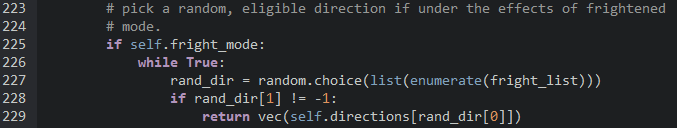 223 # pick a random, eligible direction if under the effects of frightened
224 # mode.
225 if self.fright_mode:
226 while True:
227 rand_dir = random.choice(list(enumerate(fright_list)))
228 if rand_dir[1] != -1:
229 return vec(self.directions[rand_dir[0]])